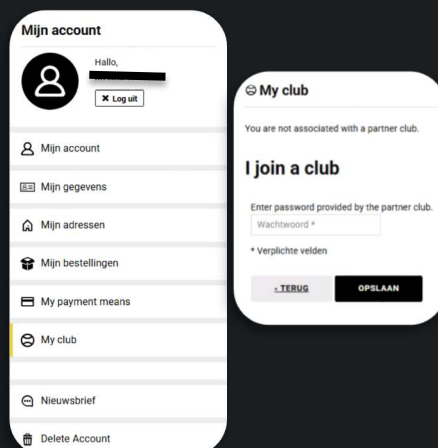 Mijn account
Hallo,
✖ Log uit
Mijn account
Mijn gegevens
Mijn adressen
Mijn bestellingen
My payment means
My club
Nieuwsbrief
Delete Account
My club
You are not associated with a partner club.
I join a club
Enter password provided by the partner club.
Wachtwoord *
* Verplichte velden
< TERUG
OPSLAAN